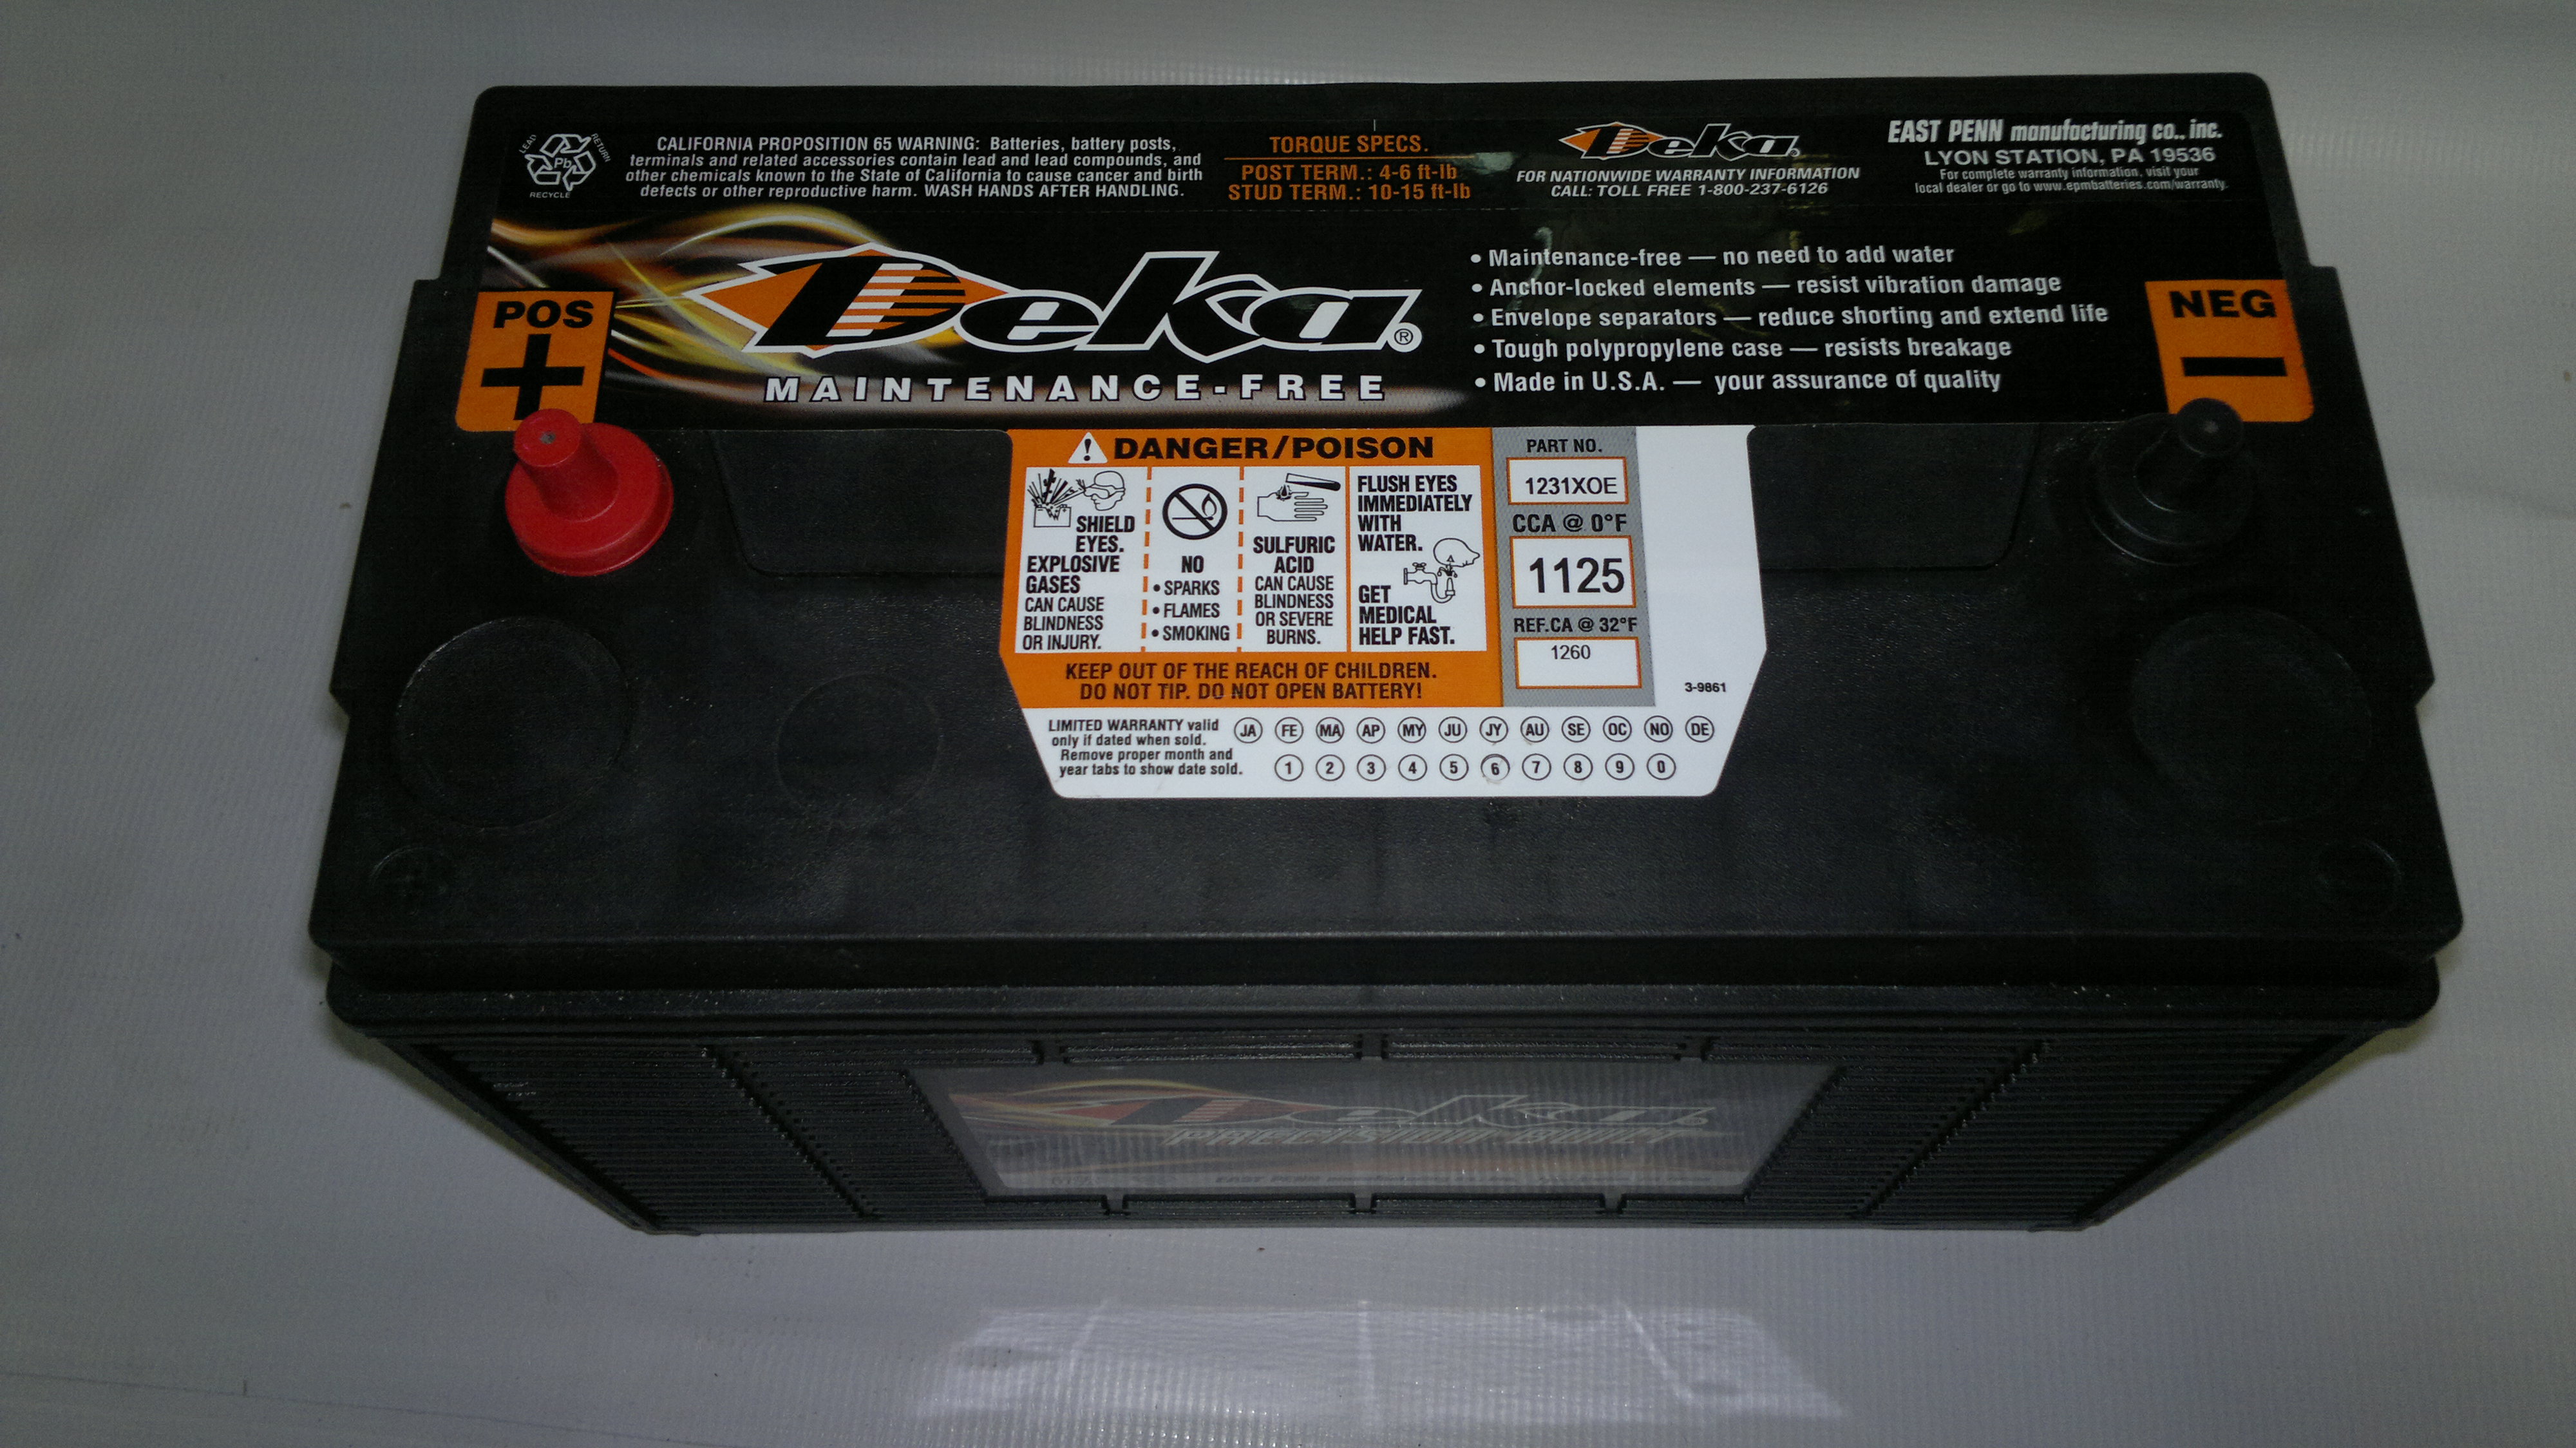 LEAD
RETURN
Pb
RECYCLE
CALIFORNIA PROPOSITION 65 WARNING: Batteries, battery posts,
terminals and related accessories contain lead and lead compounds, and
other chemicals known to the State of California to cause cancer and birth
defects or other reproductive harm. WASH HANDS AFTER HANDLING.
TORQUE SPECS.
POST TERM.: 4-6 ft-lb
STUD TERM.: 10-15 ft-lb
Deka
FOR NATIONWIDE WARRANTY INFORMATION
CALL: TOLL FREE 1-800-237-6126
EAST PENN manufacturing co., inc.
LYON STATION, PA 19536
For complete warranty information, visit your
local dealer or go to www.epmbatteries.com/warranty.
POS
+
Deka®
MAINTENANCE-FREE
• Maintenance-free — no need to add water
• Anchor-locked elements — resist vibration damage
• Envelope separators — reduce shorting and extend life
• Tough polypropylene case — resists breakage
• Made in U.S.A. — your assurance of quality
NEG
−
DANGER/POISON
SHIELD
EYES.
EXPLOSIVE
GASES
CAN CAUSE
BLINDNESS
OR INJURY.
NO
• SPARKS
• FLAMES
• SMOKING
SULFURIC
ACID
CAN CAUSE
BLINDNESS
OR SEVERE
BURNS.
FLUSH EYES
IMMEDIATELY
WITH
WATER.
GET
MEDICAL
HELP FAST.
KEEP OUT OF THE REACH OF CHILDREN.
DO NOT TIP. DO NOT OPEN BATTERY!
PART NO.
1231XOE
CCA @ 0°F
1125
REF.CA @ 32°F
1260
3-9861
LIMITED WARRANTY valid
only if dated when sold.
Remove proper month and
year tabs to show date sold.
JA FE MA AP MY JU JY AU SE OC NO DE
1 2 3 4 5 6 7 8 9 0
Deka
PRECISION BUILT
EAST PENN